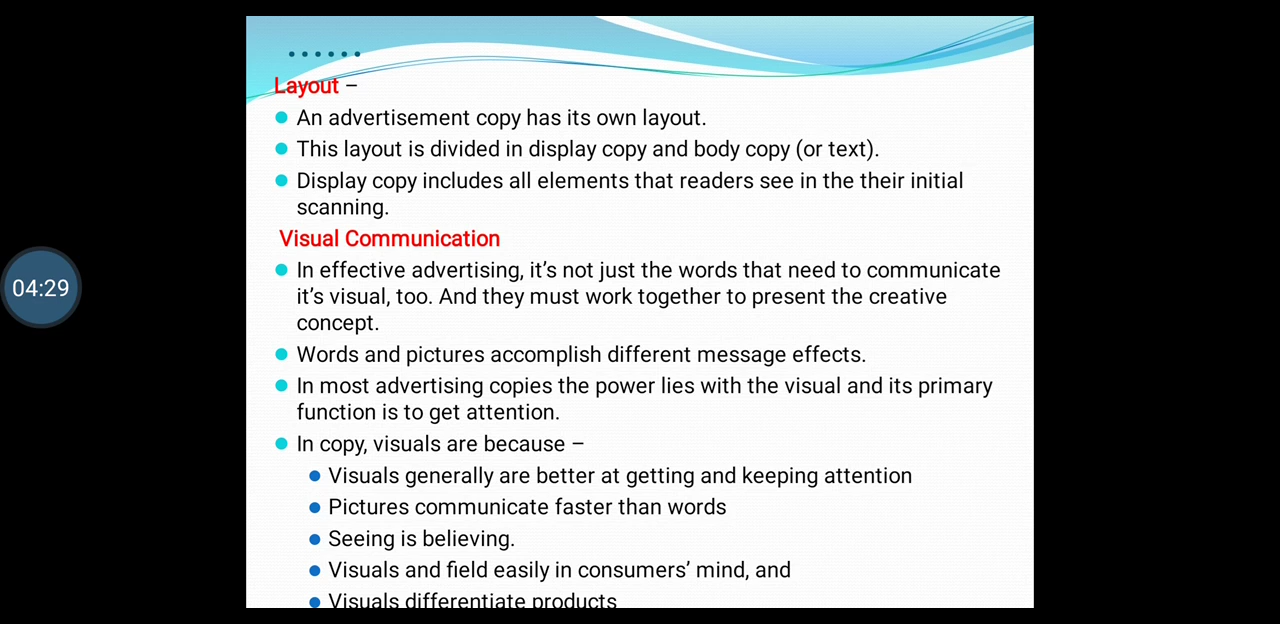 ......
Layout –
An advertisement copy has its own layout.
This layout is divided in display copy and body copy (or text).
Display copy includes all elements that readers see in the their initial
scanning.
Visual Communication
In effective advertising, it’s not just the words that need to communicate
it’s visual, too. And they must work together to present the creative
concept.
Words and pictures accomplish different message effects.
In most advertising copies the power lies with the visual and its primary
function is to get attention.
In copy, visuals are because –
Visuals generally are better at getting and keeping attention
Pictures communicate faster than words
04:29
Seeing is believing.
Visuals and field easily in consumers’ mind, and
Visuals differentiate products